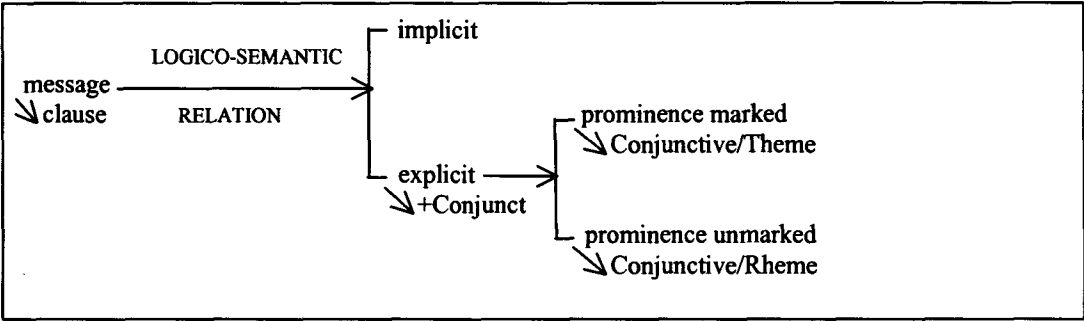 implicit
LOGICO-SEMANTIC
message
clause
RELATION
prominence marked
Conjunctive/Theme
explicit
+Conjunct
prominence unmarked
Conjunctive/Rheme